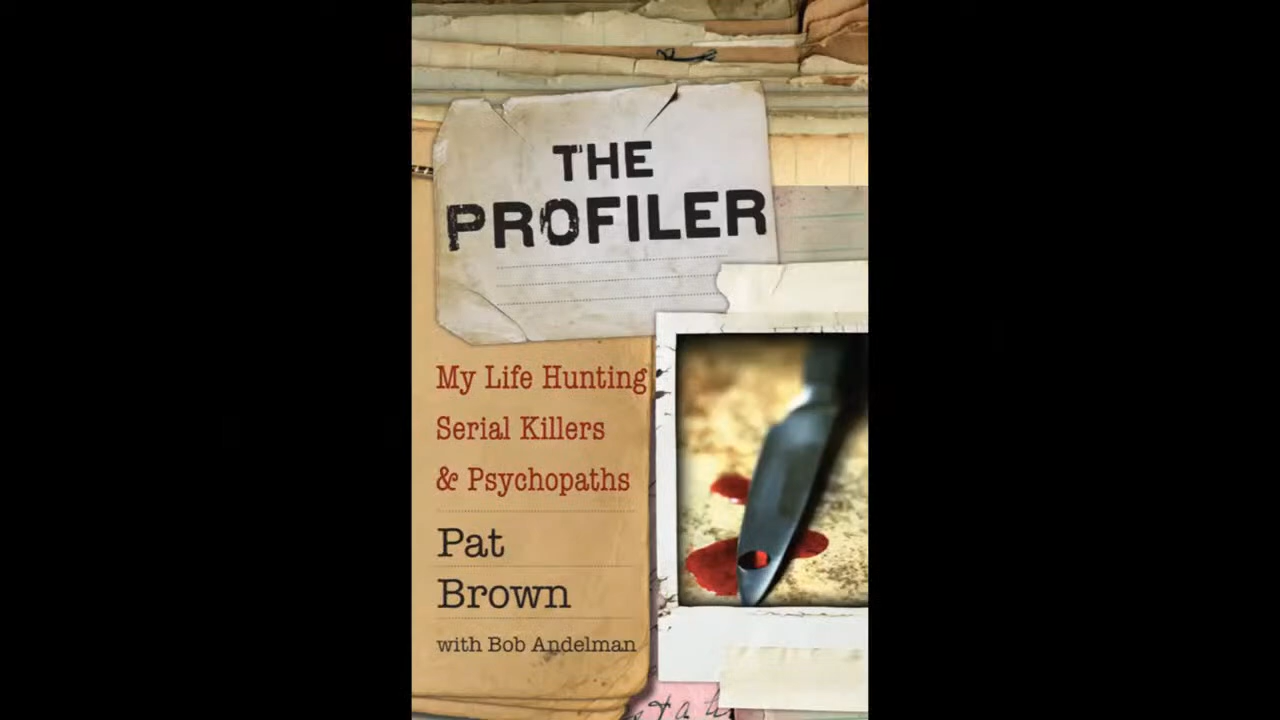 THE
PROFILER
My Life Hunting
Serial Killers
& Psychopaths
Pat
Brown
with Bob Andelman